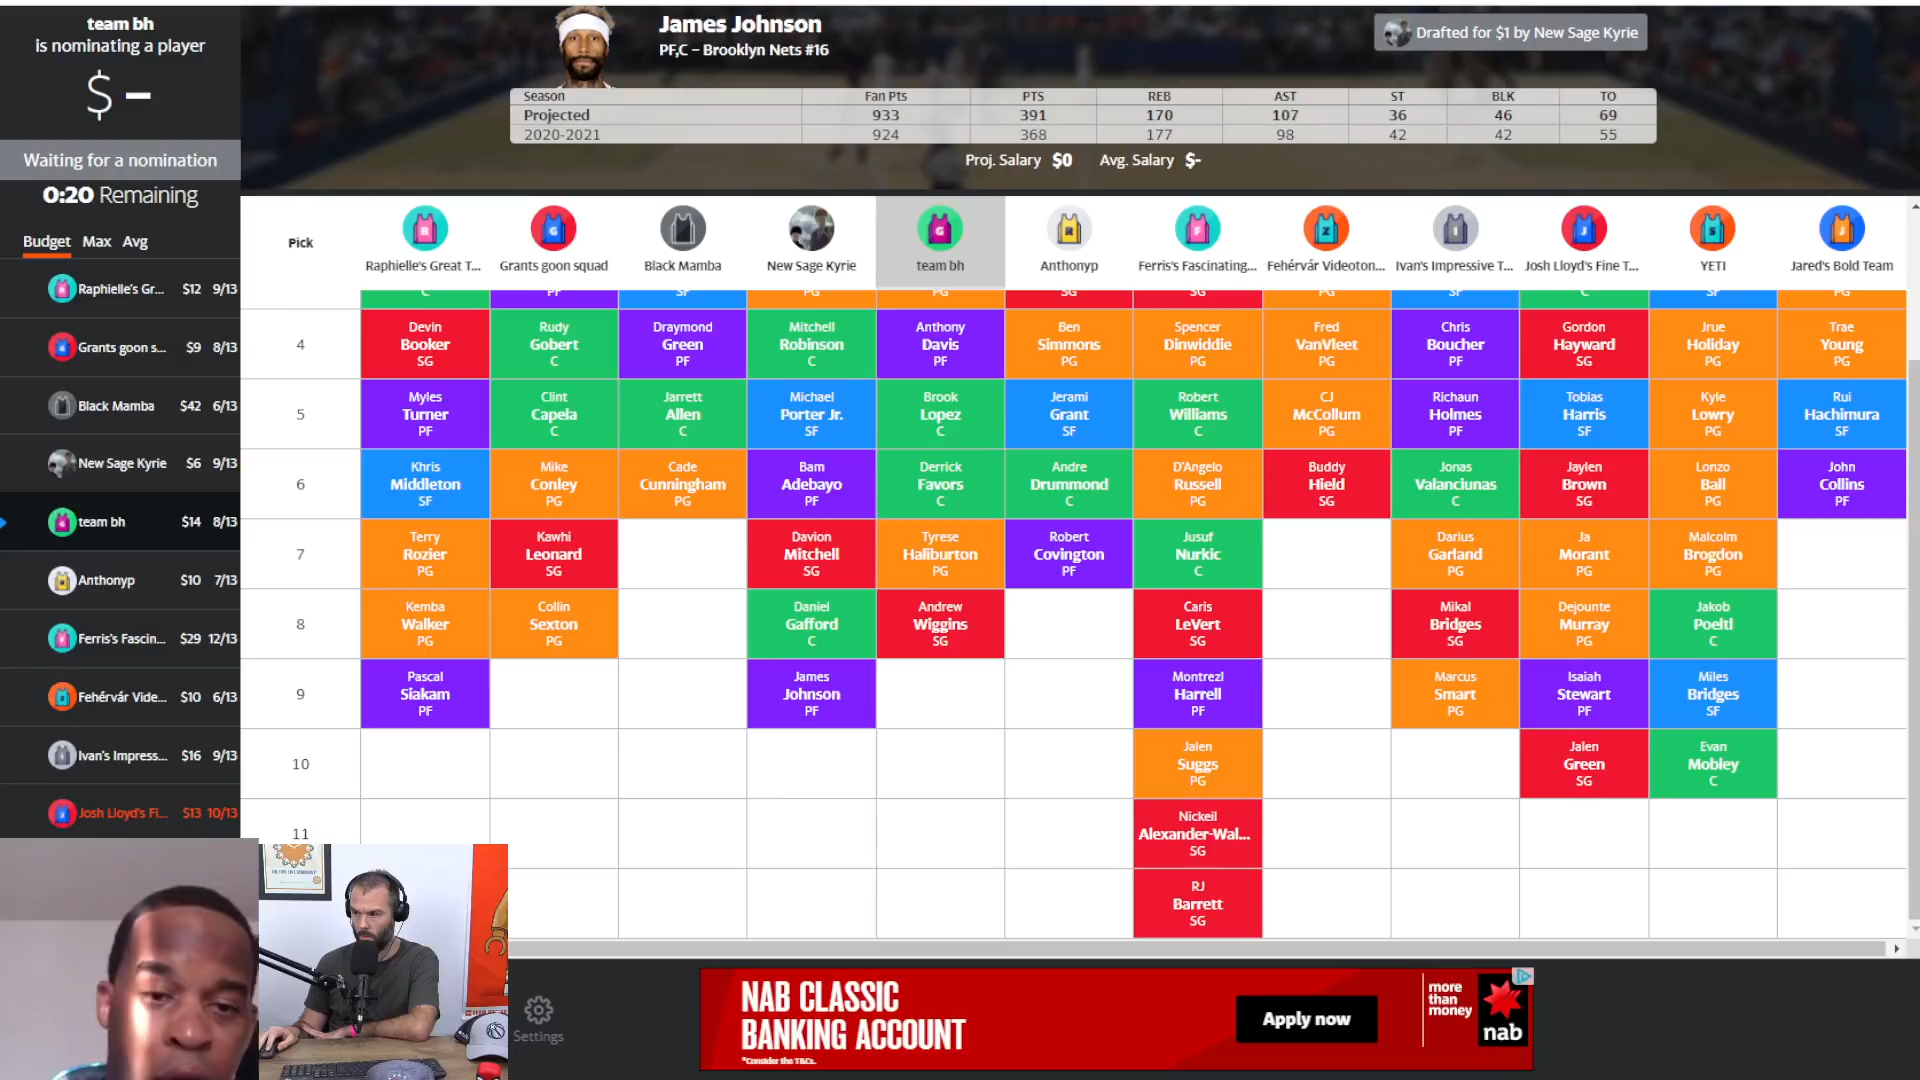 team bh
is nominating a player
$ –
Waiting for a nomination
0:20 Remaining
Budget Max Avg
Raphielle's Gr... $12 9/13
Grants goon s... $9 8/13
Black Mamba $42 6/13
New Sage Kyrie $6 9/13
team bh $14 8/13
Anthonyp $10 7/13
Ferris's Fascin... $29 12/13
Fehérvár Vide... $10 6/13
Ivan's Impress... $16 9/13
Josh Lloyd's Fi... $13 10/13
James Johnson
PF,C – Brooklyn Nets #16
Drafted for $1 by New Sage Kyrie
Season Fan Pts PTS REB AST ST BLK TO
Projected 933 391 170 107 36 46 69
2020-2021 924 368 177 98 42 42 55
Proj. Salary $0 Avg. Salary $-
Pick Raphielle's Great T... Grants goon squad Black Mamba New Sage Kyrie team bh Anthonyp Ferris's Fascinating... Fehérvár Videoton... Ivan's Impressive T... Josh Lloyd's Fine T... YETI Jared's Bold Team
C PF SF PG PG SG SG PG SF C SF PG
Devin Rudy Draymond Mitchell Anthony Ben Spencer Fred Chris Gordon Jrue Trae
4 Booker Gobert Green Robinson Davis Simmons Dinwiddie VanVleet Boucher Hayward Holiday Young
SG C PF C PF PG PG PG PF SG PG PG
Myles Clint Jarrett Michael Brook Jerami Robert CJ Richaun Tobias Kyle Rui
5 Turner Capela Allen Porter Jr. Lopez Grant Williams McCollum Holmes Harris Lowry Hachimura
PF C C SF C SF C PG PF SF PG SF
Khris Mike Cade Bam Derrick Andre D'Angelo Buddy Jonas Jaylen Lonzo John
6 Middleton Conley Cunningham Adebayo Favors Drummond Russell Hield Valanciunas Brown Ball Collins
SF PG PG PF C C PG SG C SG PG PF
Terry Kawhi Davion Tyrese Robert Jusuf Darius Ja Malcolm
7 Rozier Leonard Mitchell Haliburton Covington Nurkic Garland Morant Brogdon
PG SG SG PG PF C PG PG PG
Kemba Collin Daniel Andrew Caris Mikal Dejounte Jakob
8 Walker Sexton Gafford Wiggins LeVert Bridges Murray Poeltl
PG PG C SG SG SG PG C
Pascal James Montrezl Marcus Isaiah Miles
9 Siakam Johnson Harrell Smart Stewart Bridges
PF PF PF PG PF SF
Jalen Jalen Evan
10 Suggs Green Mobley
PG SG C
Nickeil
11 Alexander-Wal...
SG
RJ
Barrett
SG
Settings
NAB CLASSIC
BANKING ACCOUNT
*Consider the T&Cs.
Apply now
more
than
money
nab